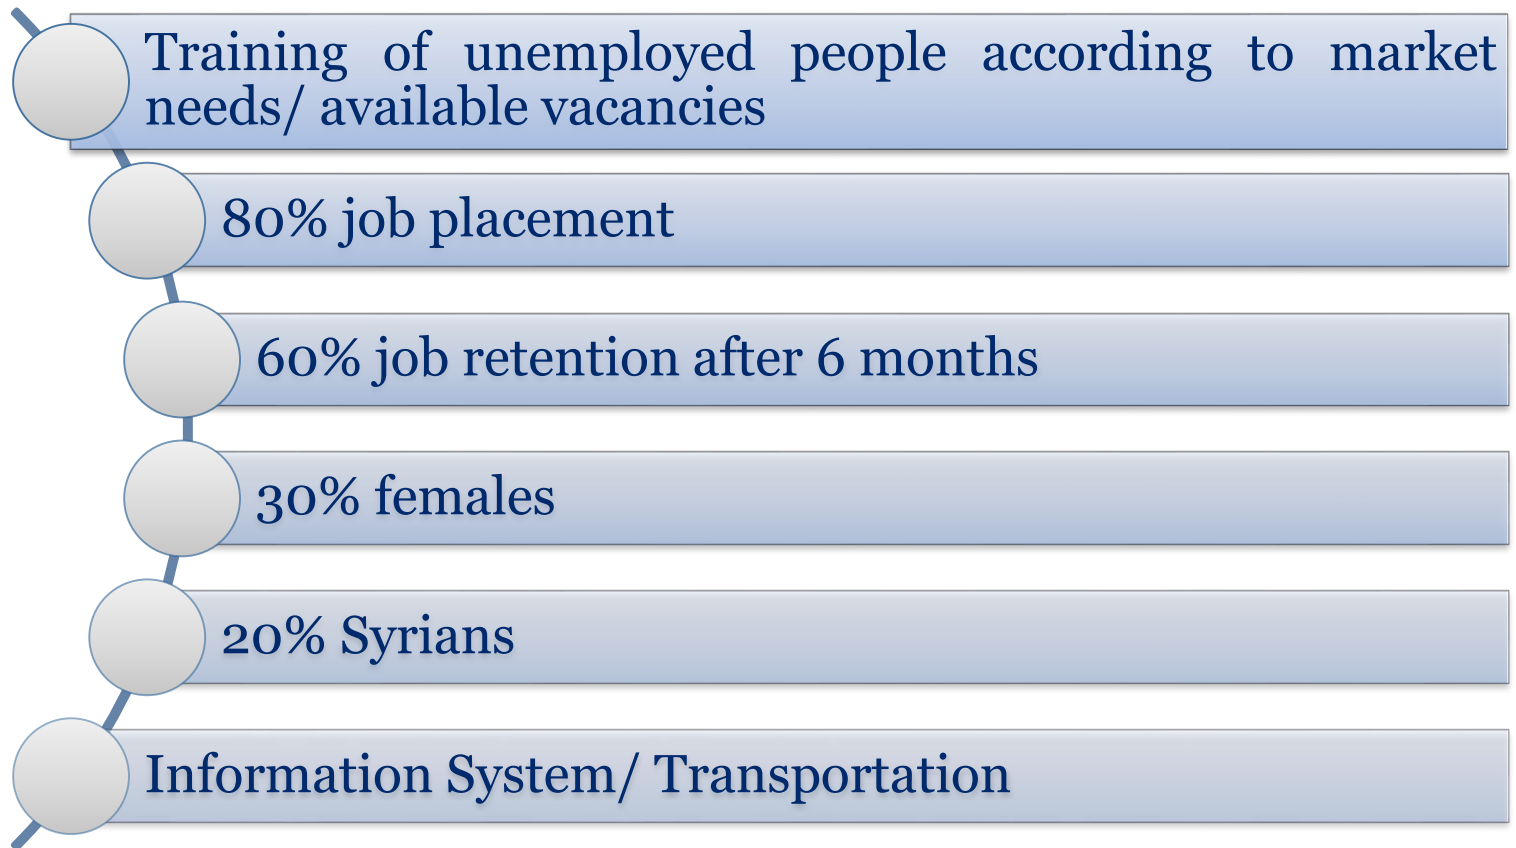 Training of unemployed people according to market
needs/ available vacancies
80% job placement
60% job retention after 6 months
30% females
20% Syrians
Information System/ Transportation